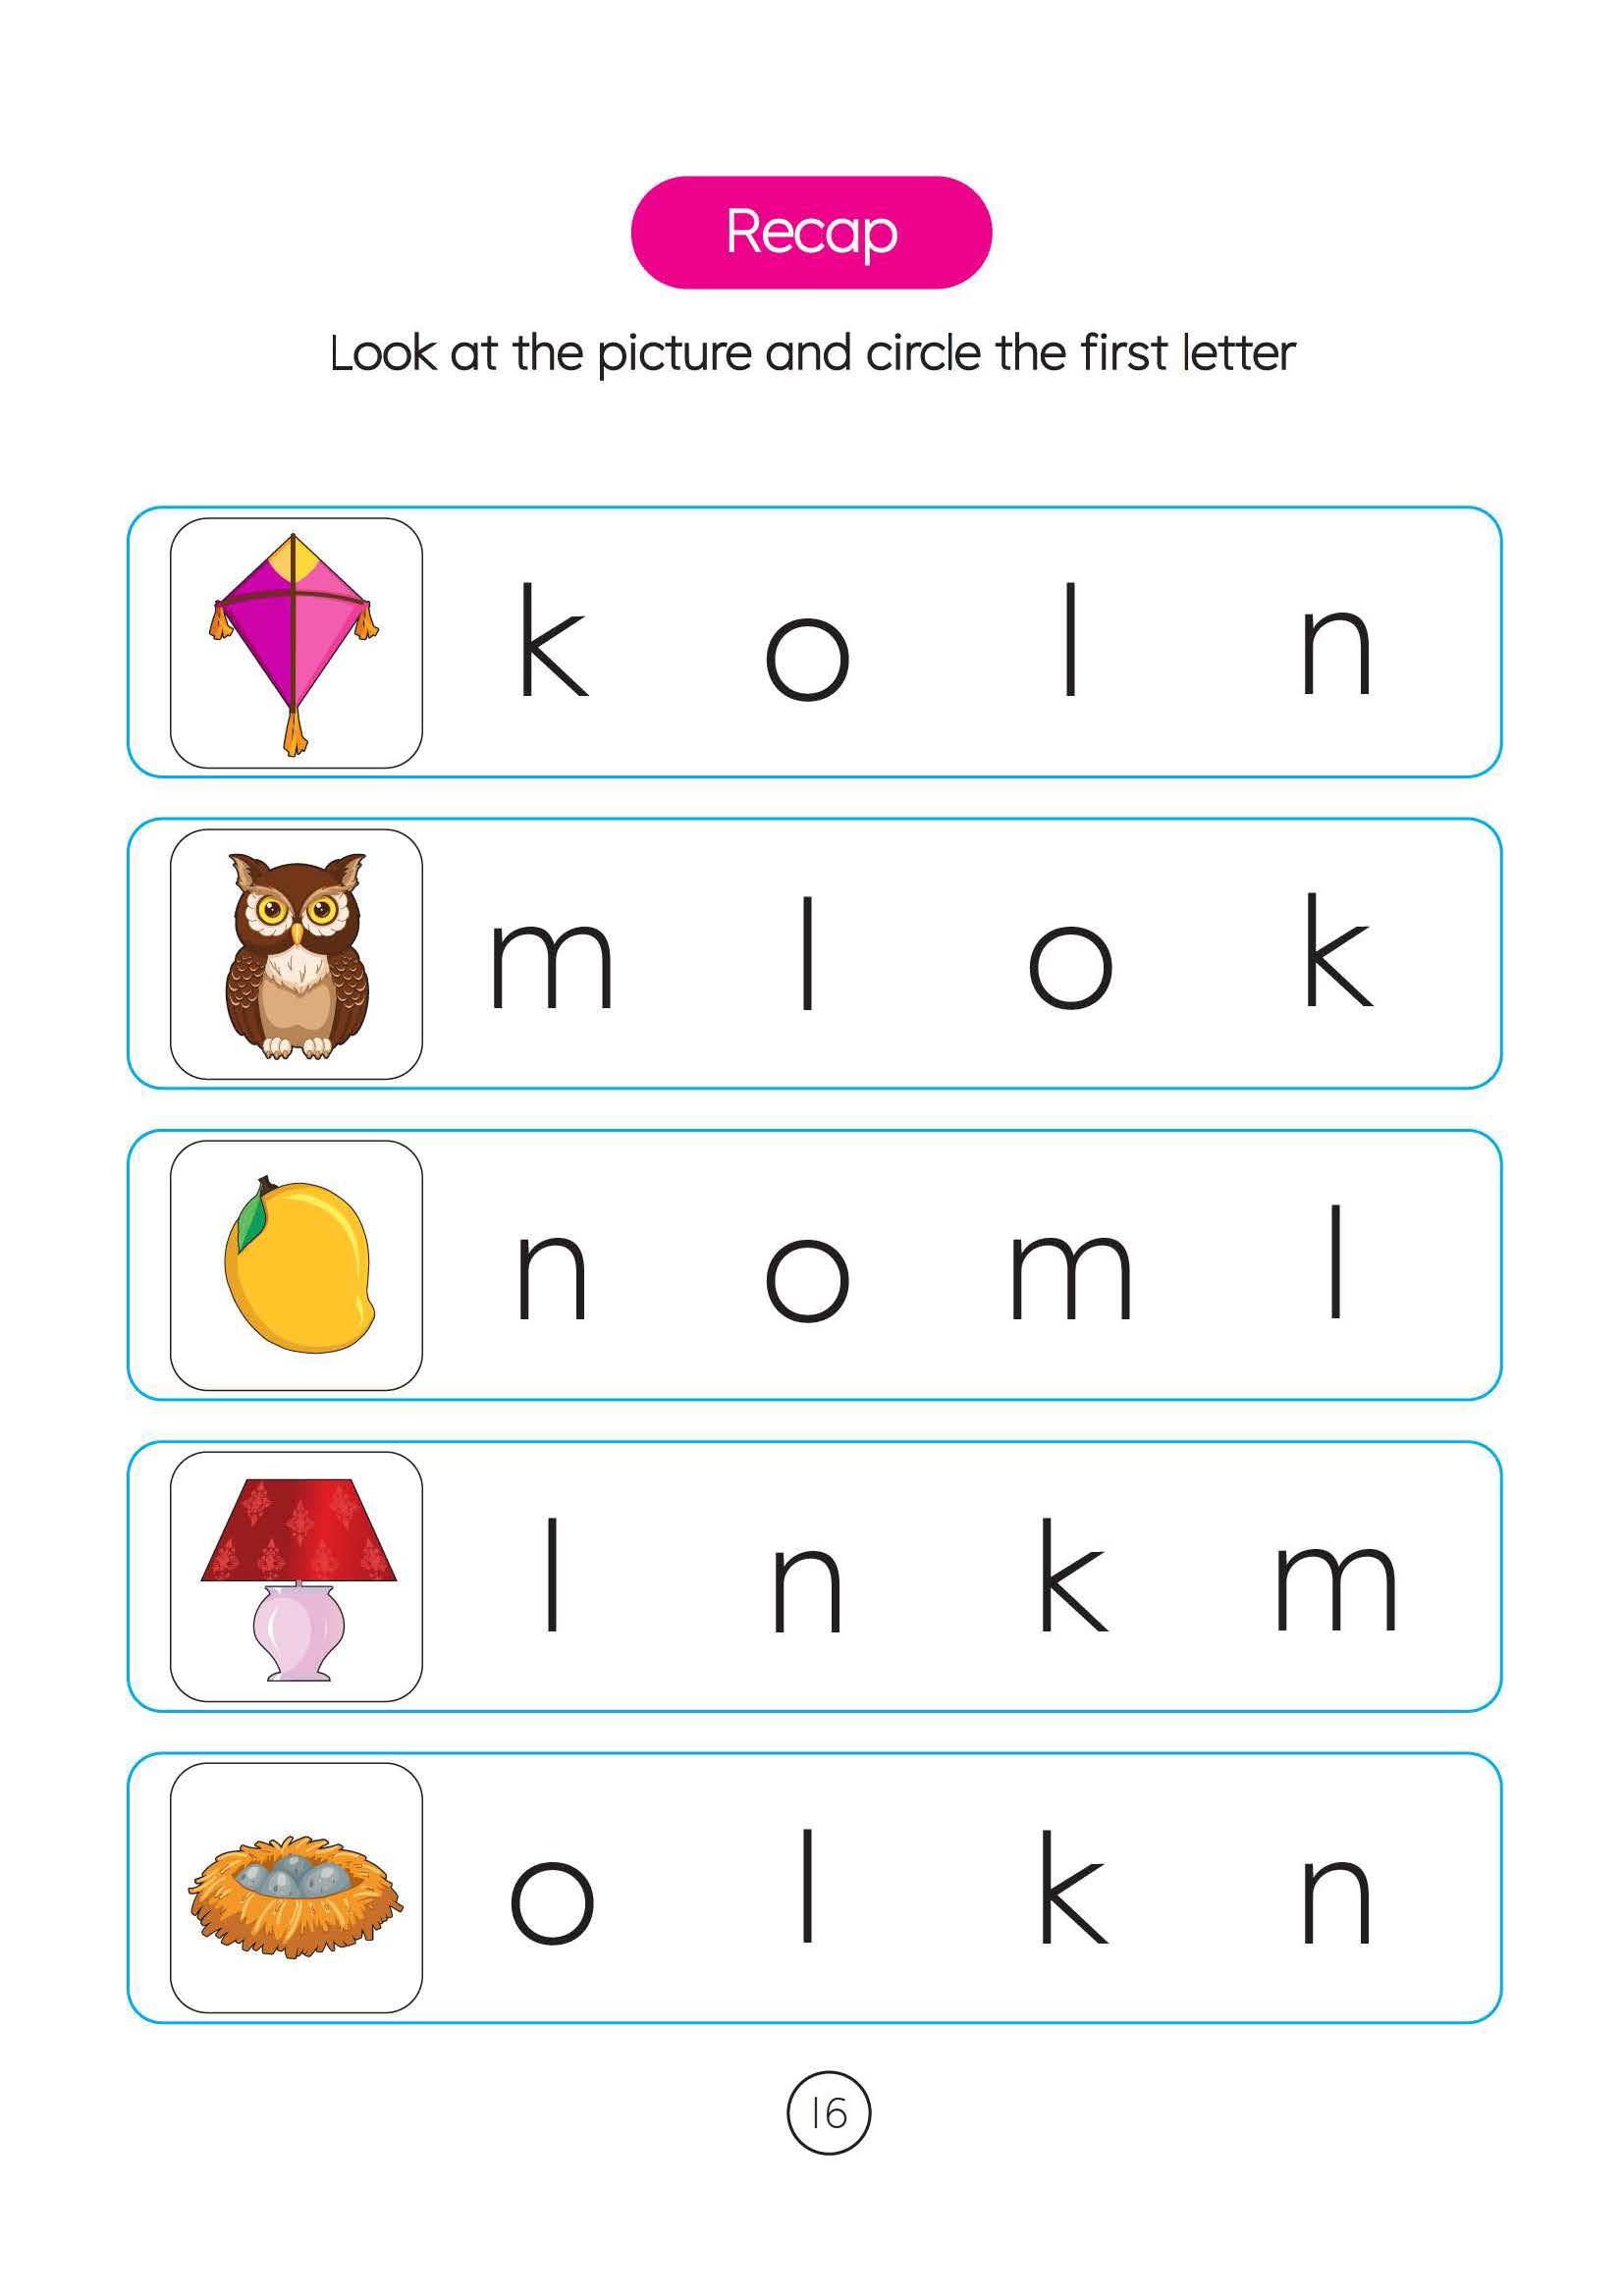 Recap
Look at the picture and circle the first letter
k o l n
m l o k
n o m l
l n k m
o l k n
16